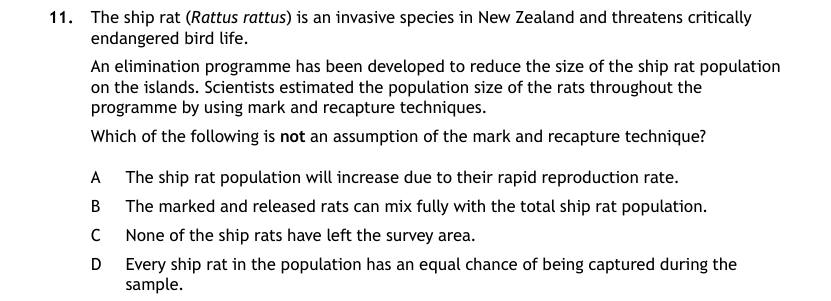 11. The ship rat (Rattus rattus) is an invasive species in New Zealand and threatens critically
endangered bird life.
An elimination programme has been developed to reduce the size of the ship rat population
on the islands. Scientists estimated the population size of the rats throughout the
programme by using mark and recapture techniques.
Which of the following is not an assumption of the mark and recapture technique?
A The ship rat population will increase due to their rapid reproduction rate.
B The marked and released rats can mix fully with the total ship rat population.
C None of the ship rats have left the survey area.
D Every ship rat in the population has an equal chance of being captured during the
sample.